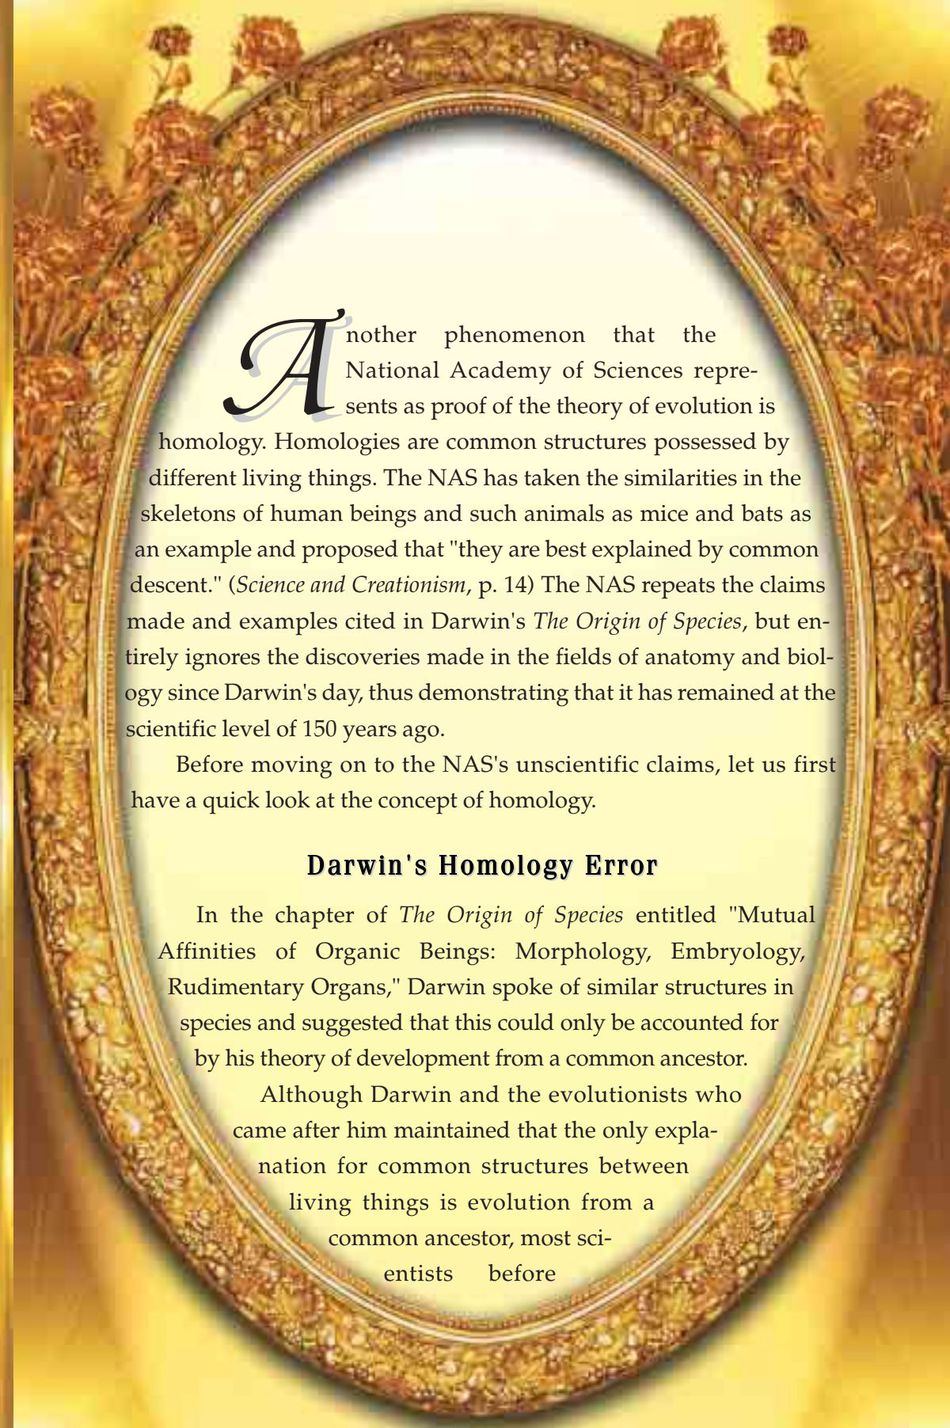 Another phenomenon that the
National Academy of Sciences repre-
sents as proof of the theory of evolution is
homology. Homologies are common structures possessed by
different living things. The NAS has taken the similarities in the
skeletons of human beings and such animals as mice and bats as
an example and proposed that "they are best explained by common
descent." (Science and Creationism, p. 14) The NAS repeats the claims
made and examples cited in Darwin's The Origin of Species, but en-
tirely ignores the discoveries made in the fields of anatomy and biol-
ogy since Darwin's day, thus demonstrating that it has remained at the
scientific level of 150 years ago.
Before moving on to the NAS's unscientific claims, let us first
have a quick look at the concept of homology.
Darwin's Homology Error
In the chapter of The Origin of Species entitled "Mutual
Affinities of Organic Beings: Morphology, Embryology,
Rudimentary Organs," Darwin spoke of similar structures in
species and suggested that this could only be accounted for
by his theory of development from a common ancestor.
Although Darwin and the evolutionists who
came after him maintained that the only expla-
nation for common structures between
living things is evolution from a
common ancestor, most sci-
entists before